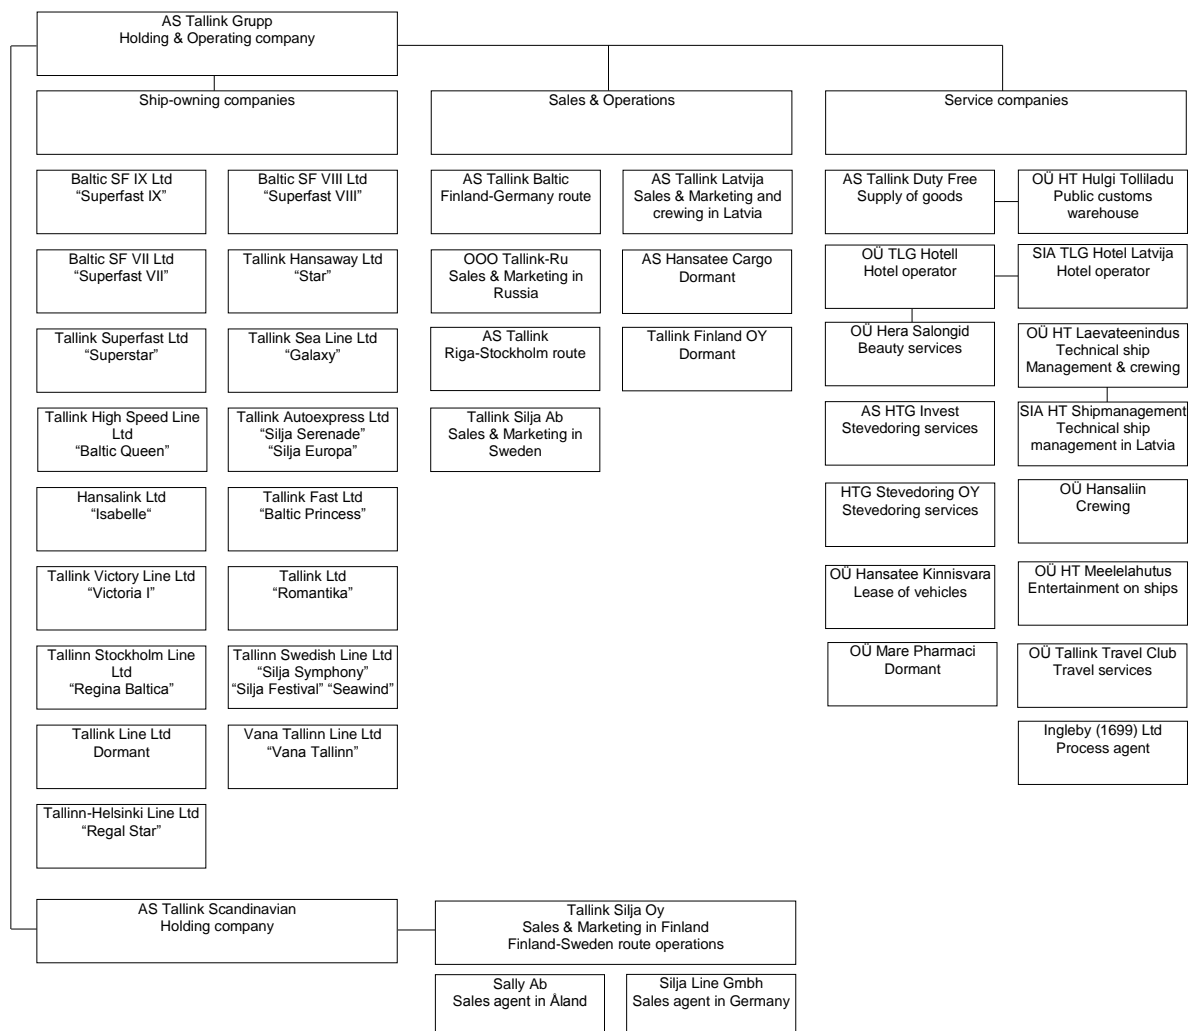 AS Tallink Grupp
Holding & Operating company
Ship-owning companies
Sales & Operations
Service companies
Baltic SF IX Ltd
“Superfast IX”
Baltic SF VIII Ltd
“Superfast VIII”
AS Tallink Baltic
Finland-Germany route
AS Tallink Latvija
Sales & Marketing and
crewing in Latvia
AS Tallink Duty Free
Supply of goods
OÜ HT Hulgi Tolliladu
Public customs
warehouse
Baltic SF VII Ltd
“Superfast VII”
Tallink Hansaway Ltd
“Star”
OOO Tallink-Ru
Sales & Marketing in
Russia
AS Hansatee Cargo
Dormant
OÜ TLG Hotell
Hotel operator
SIA TLG Hotel Latvija
Hotel operator
Tallink Superfast Ltd
“Superstar”
Tallink Sea Line Ltd
“Galaxy”
AS Tallink
Riga-Stockholm route
Tallink Finland OY
Dormant
OÜ Hera Salongid
Beauty services
OÜ HT Laevateenindus
Technical ship
Management & crewing
Tallink High Speed Line
Ltd
“Baltic Queen”
Tallink Autoexpress Ltd
“Silja Serenade”
“Silja Europa”
Tallink Silja Ab
Sales & Marketing in
Sweden
AS HTG Invest
Stevedoring services
SIA HT Shipmanagement
Technical ship
management in Latvia
Hansalink Ltd
“Isabelle“
Tallink Fast Ltd
“Baltic Princess”
HTG Stevedoring OY
Stevedoring services
OÜ Hansaliin
Crewing
Tallink Victory Line Ltd
“Victoria I”
Tallink Ltd
“Romantika”
OÜ Hansatee Kinnisvara
Lease of vehicles
OÜ HT Meelelahutus
Entertainment on ships
Tallinn Stockholm Line
Ltd
“Regina Baltica”
Tallinn Swedish Line Ltd
“Silja Symphony”
“Silja Festival” “Seawind”
OÜ Mare Pharmaci
Dormant
OÜ Tallink Travel Club
Travel services
Tallink Line Ltd
Dormant
Vana Tallinn Line Ltd
“Vana Tallinn”
Ingleby (1699) Ltd
Process agent
Tallinn-Helsinki Line Ltd
“Regal Star”
AS Tallink Scandinavian
Holding company
Tallink Silja Oy
Sales & Marketing in Finland
Finland-Sweden route operations
Sally Ab
Sales agent in Åland
Silja Line Gmbh
Sales agent in Germany